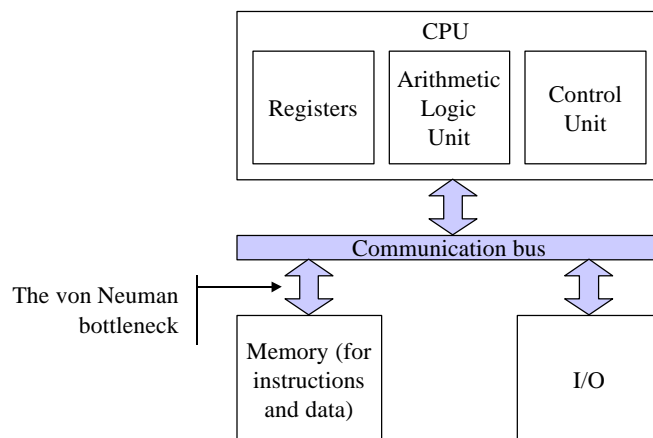 CPU
Registers
Arithmetic
Logic
Unit
Control
Unit
Communication bus
The von Neuman
bottleneck
Memory (for
instructions
and data)
I/O